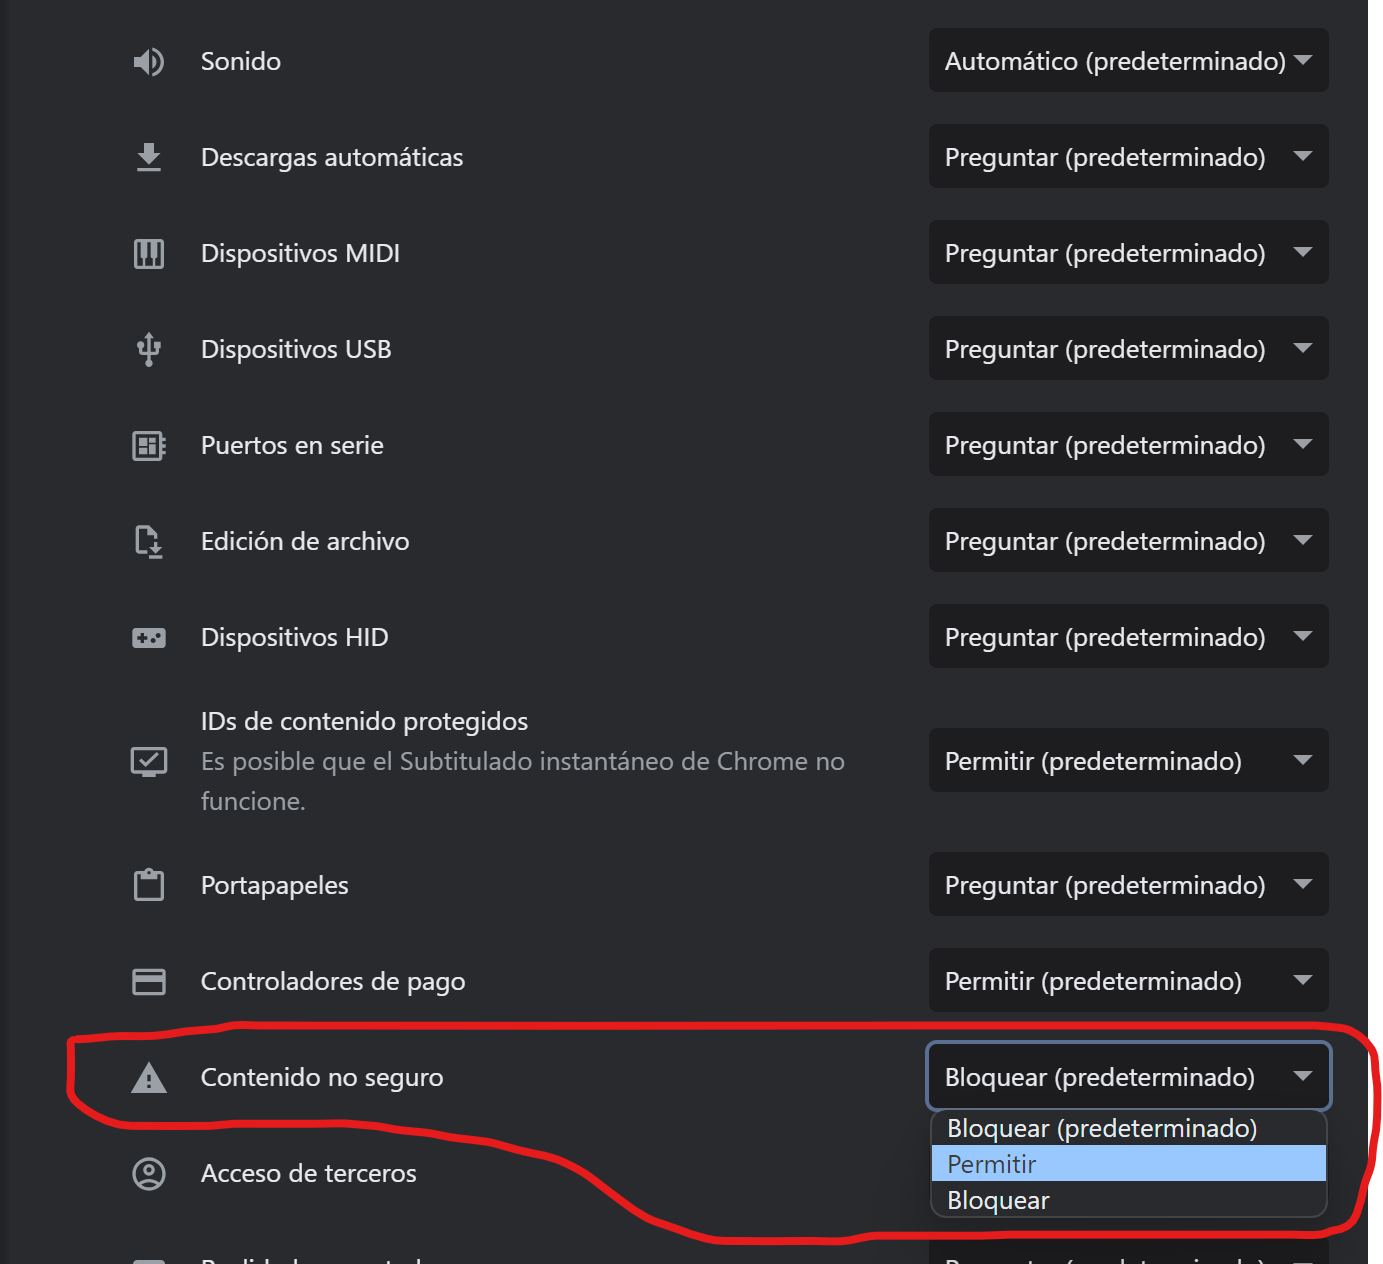 Sonido
Automático (predeterminado)
Descargas automáticas
Preguntar (predeterminado)
Dispositivos MIDI
Preguntar (predeterminado)
Dispositivos USB
Preguntar (predeterminado)
Puertos en serie
Preguntar (predeterminado)
Edición de archivo
Preguntar (predeterminado)
Dispositivos HID
Preguntar (predeterminado)
IDs de contenido protegidos
Es posible que el Subtitulado instantáneo de Chrome no
funcione.
Permitir (predeterminado)
Portapapeles
Preguntar (predeterminado)
Controladores de pago
Permitir (predeterminado)
Contenido no seguro
Bloquear (predeterminado)
Bloquear (predeterminado)
Permitir
Bloquear
Acceso de terceros